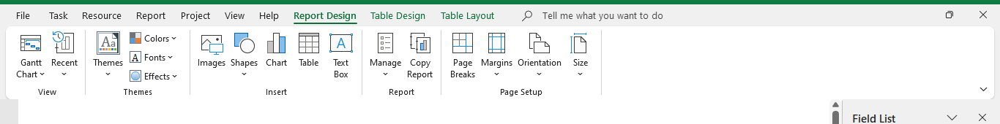 File Task Resource Report Project View Help Report Design Table Design Table Layout Tell me what you want to do
Gantt Chart
Recent
View
Themes
Colors
Fonts
Effects
Themes
Images
Shapes
Chart
Table
Text Box
Insert
Manage
Copy Report
Report
Page Breaks
Margins
Orientation
Size
Page Setup
Field List